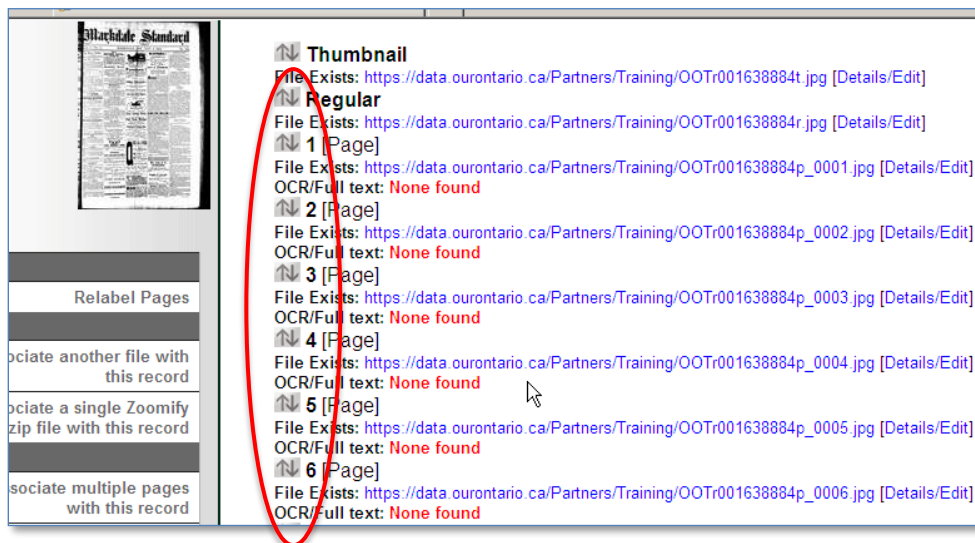 Markdale Standard
Relabel Pages
ociate another file with
this record
ociate a single Zoomify
zip file with this record
ssociate multiple pages
with this record
Thumbnail
File Exists: https://data.ourontario.ca/Partners/Training/OOTr001638884t.jpg [Details/Edit]
Regular
File Exists: https://data.ourontario.ca/Partners/Training/OOTr001638884r.jpg [Details/Edit]
1 [Page]
File Exists: https://data.ourontario.ca/Partners/Training/OOTr001638884p_0001.jpg [Details/Edit]
OCR/Full text: None found
2 [Page]
File Exists: https://data.ourontario.ca/Partners/Training/OOTr001638884p_0002.jpg [Details/Edit]
OCR/Full text: None found
3 [Page]
File Exists: https://data.ourontario.ca/Partners/Training/OOTr001638884p_0003.jpg [Details/Edit]
OCR/Full text: None found
4 [Page]
File Exists: https://data.ourontario.ca/Partners/Training/OOTr001638884p_0004.jpg [Details/Edit]
OCR/Full text: None found
5 [Page]
File Exists: https://data.ourontario.ca/Partners/Training/OOTr001638884p_0005.jpg [Details/Edit]
OCR/Full text: None found
6 [Page]
File Exists: https://data.ourontario.ca/Partners/Training/OOTr001638884p_0006.jpg [Details/Edit]
OCR/Full text: None found